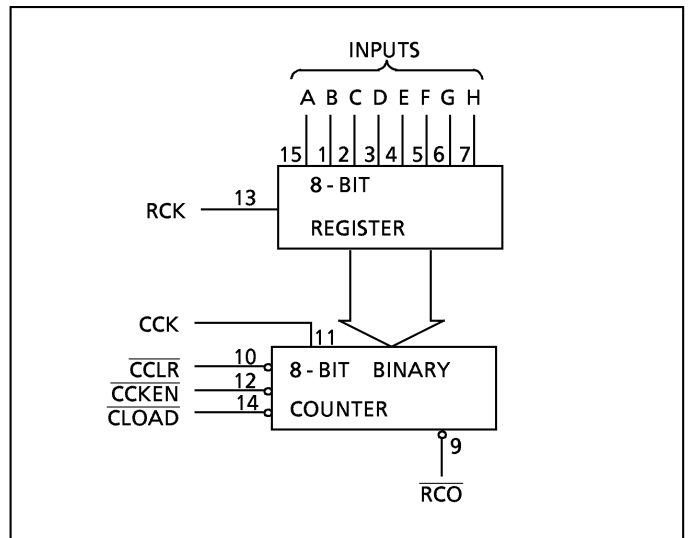 INPUTS
A B C D E F G H
15 1 2 3 4 5 6 7
8-BIT
13
RCK
REGISTER
CCK
11
10
CCLR
8-BIT BINARY
12
CCKEN
14
COUNTER
CLOAD
9
RCO